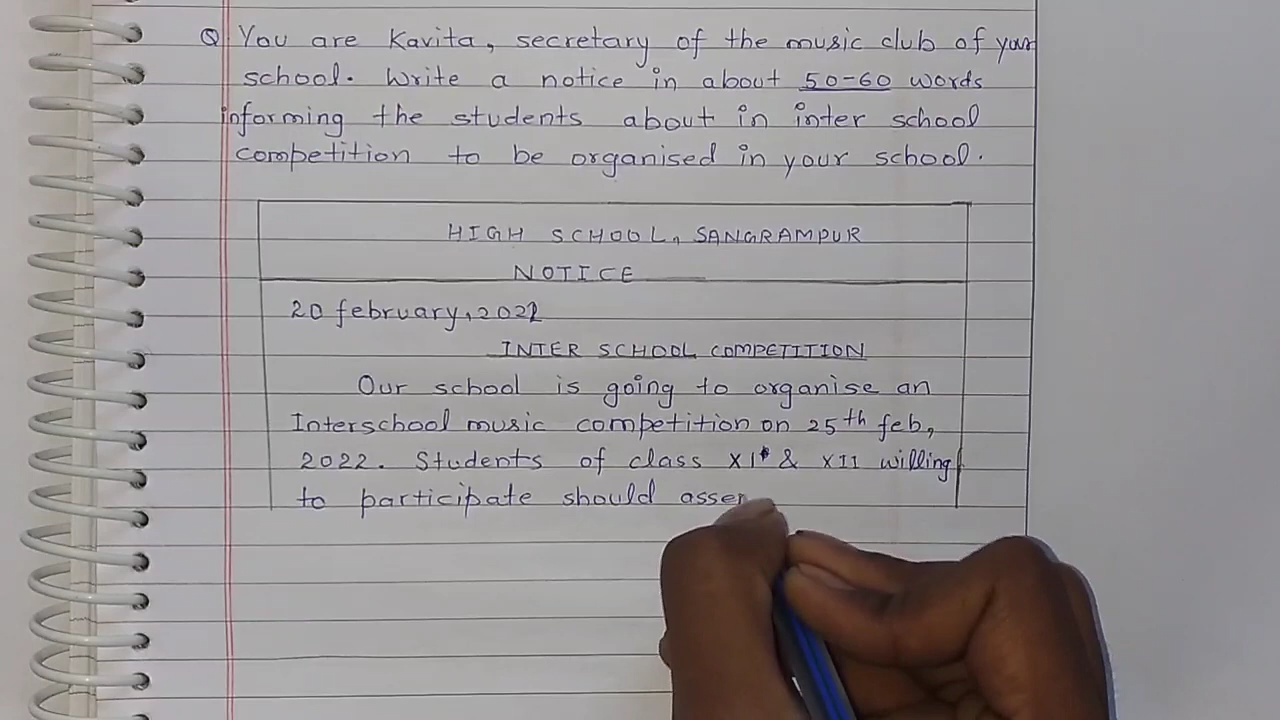 Q You are Kavita, secretary of the music club of your
school. Write a notice in about 50-60 words
informing the students about in inter school
competition to be organised in your school.
HIGH SCHOOL, SANGRAMPUR
NOTICE
20 february, 2022
INTER SCHOOL COMPETITION
Our school is going to organise an
Interschool music competition on 25th feb,
2022. Students of class XI & XII willing
to participate should assem